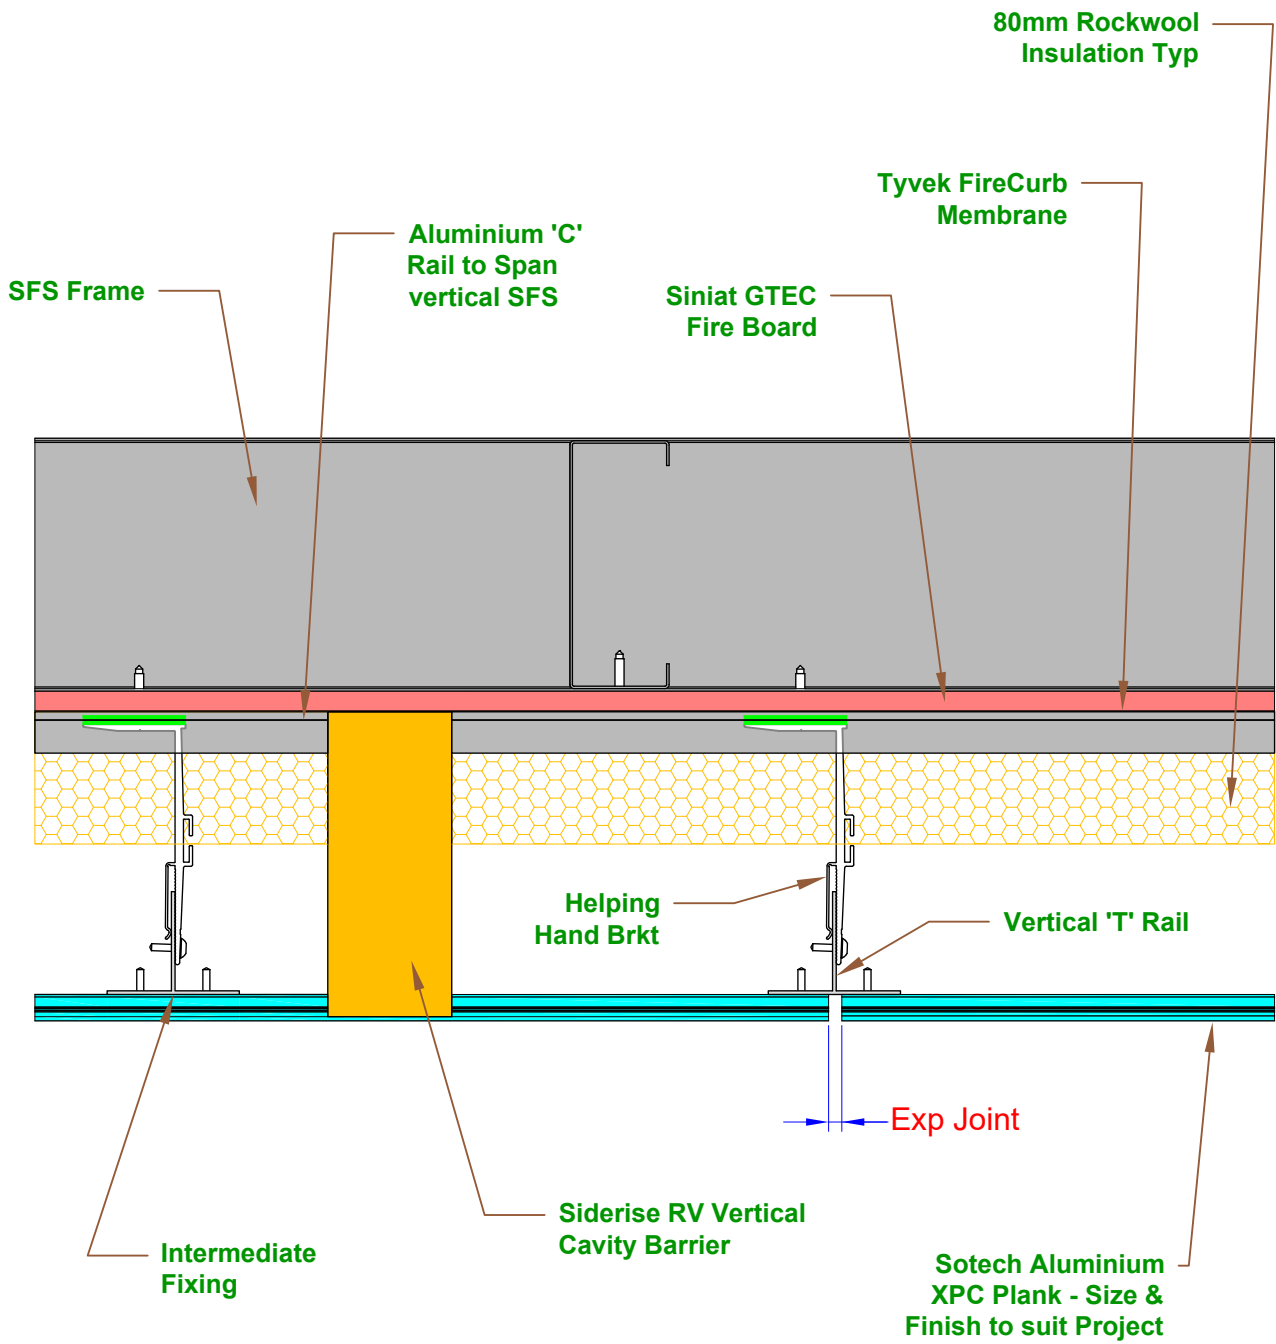 80mm Rockwool
Insulation Typ
Tyvek FireCurb
Membrane
Aluminium 'C'
Rail to Span
vertical SFS
SFS Frame
Siniat GTEC
Fire Board
Helping
Hand Brkt
Vertical 'T' Rail
Exp Joint
Siderise RV Vertical
Cavity Barrier
Intermediate
Fixing
Sotech Aluminium
XPC Plank - Size &
Finish to suit Project